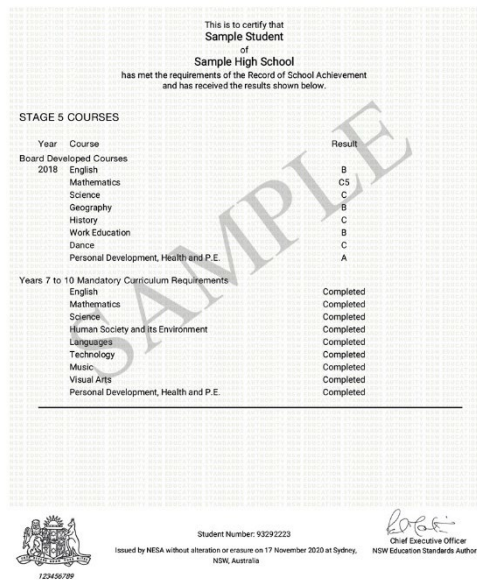 This is to certify that
Sample Student
of
Sample High School
has met the requirements of the Record of School Achievement
and has received the results shown below.
STAGE 5 COURSES
Year Course Result
Board Developed Courses
2018 English B
Mathematics C5
Science C
Geography B
History C
Work Education B
Dance C
Personal Development, Health and P.E. A
Years 7 to 10 Mandatory Curriculum Requirements
English Completed
Mathematics Completed
Science Completed
Human Society and its Environment Completed
Languages Completed
Technology Completed
Music Completed
Visual Arts Completed
Personal Development, Health and P.E. Completed
SAMPLE
Student Number: 93292223
Issued by NESA without alteration or erasure on 17 November 2020 at Sydney,
NSW, Australia
Chief Executive Officer
NSW Education Standards Author
123456789